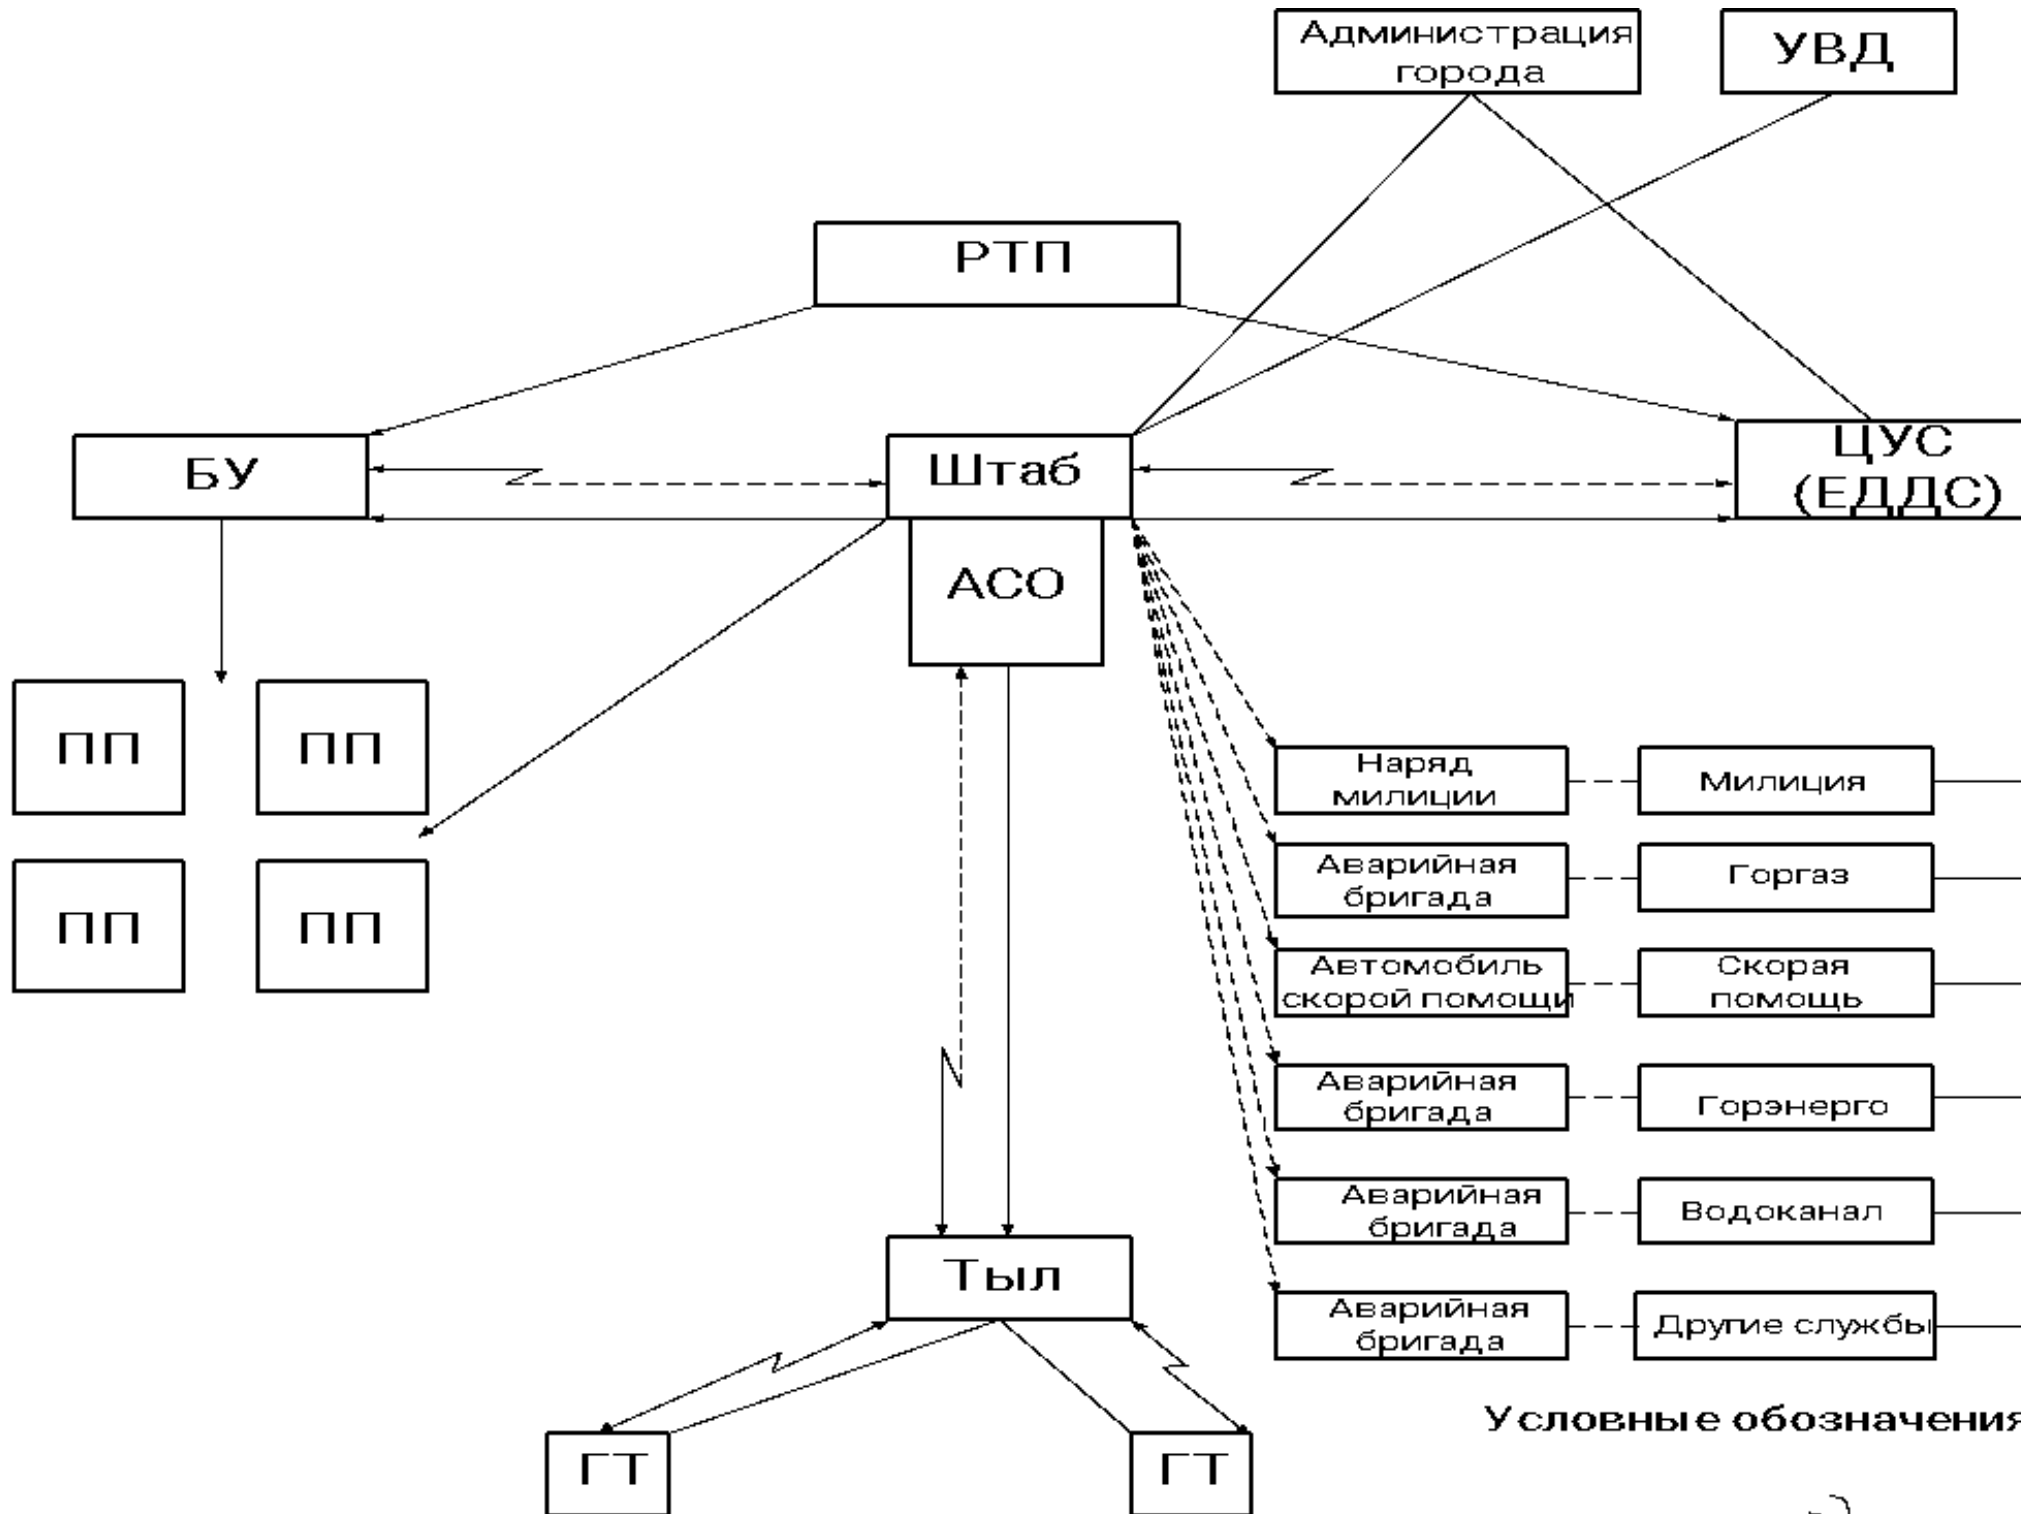 Администрация
города
УВД
РТП
БУ
Штаб
ЦУС
(ЕДДС)
АСО
ПП
ПП
ПП
ПП
Наряд
милиции
Милиция
Аварийная
бригада
Горгаз
Автомобиль
скорой помощи
Скорая
помощь
Аварийная
бригада
Горэнерго
Аварийная
бригада
Водоканал
Тыл
Аварийная
бригада
Другие службы
Условные обозначения
ГТ
ГТ